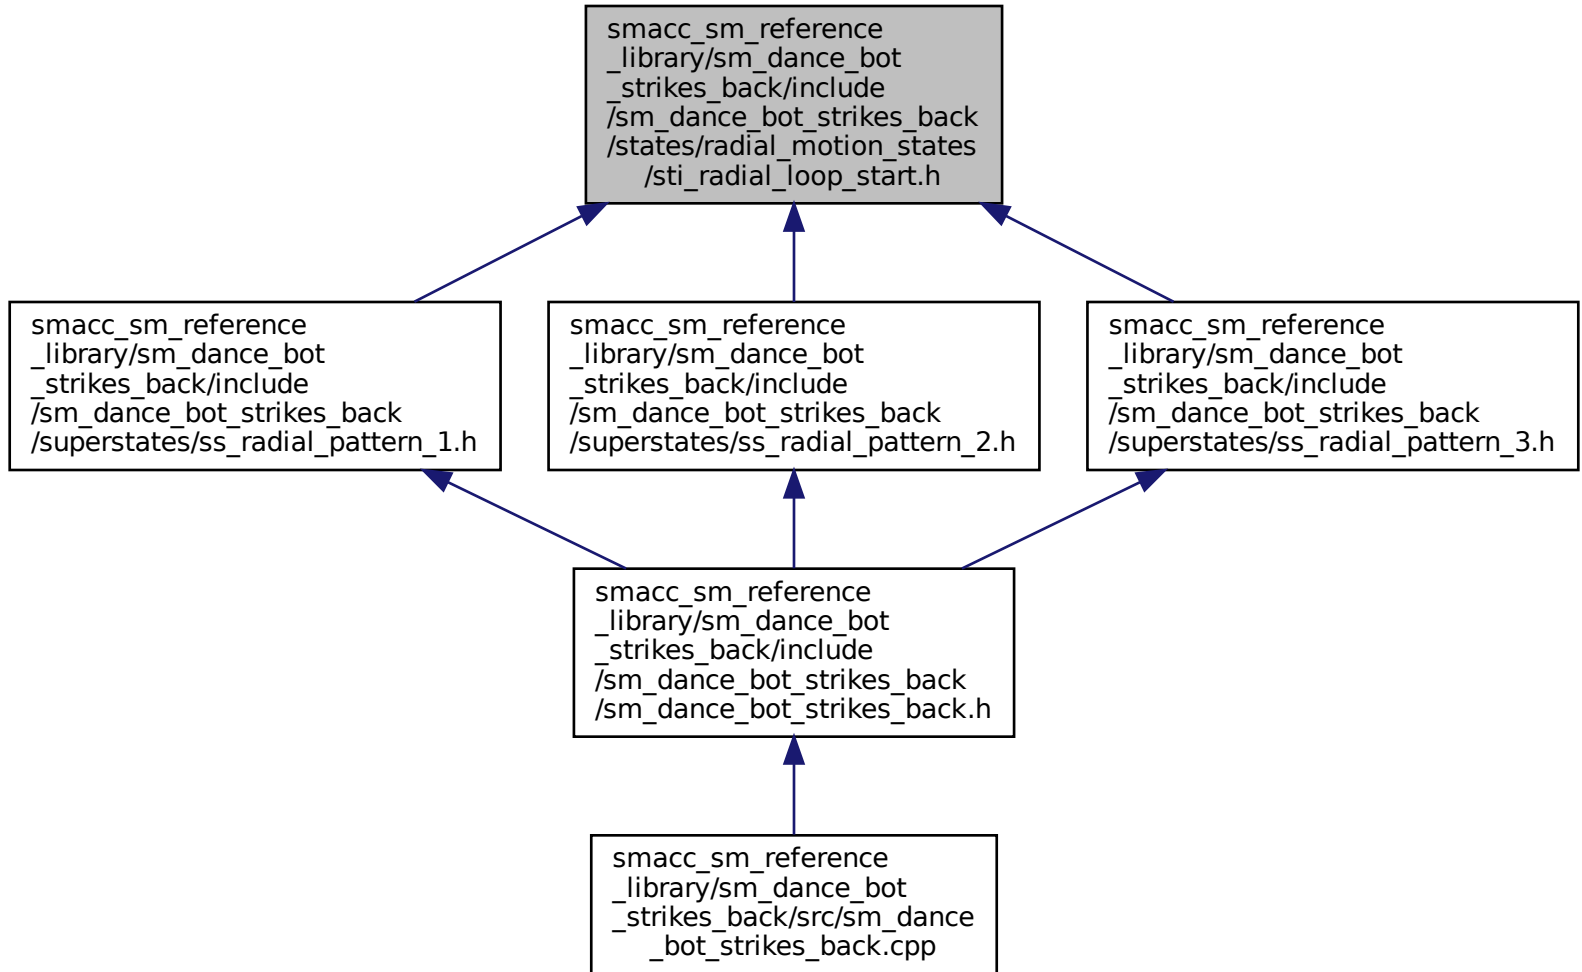 smacc_sm_reference
_library/sm_dance_bot
_strikes_back/include
/sm_dance_bot_strikes_back
/states/radial_motion_states
/sti_radial_loop_start.h
smacc_sm_reference
_library/sm_dance_bot
_strikes_back/include
/sm_dance_bot_strikes_back
/superstates/ss_radial_pattern_1.h
smacc_sm_reference
_library/sm_dance_bot
_strikes_back/include
/sm_dance_bot_strikes_back
/superstates/ss_radial_pattern_2.h
smacc_sm_reference
_library/sm_dance_bot
_strikes_back/include
/sm_dance_bot_strikes_back
/superstates/ss_radial_pattern_3.h
smacc_sm_reference
_library/sm_dance_bot
_strikes_back/include
/sm_dance_bot_strikes_back
/sm_dance_bot_strikes_back.h
smacc_sm_reference
_library/sm_dance_bot
_strikes_back/src/sm_dance
_bot_strikes_back.cpp